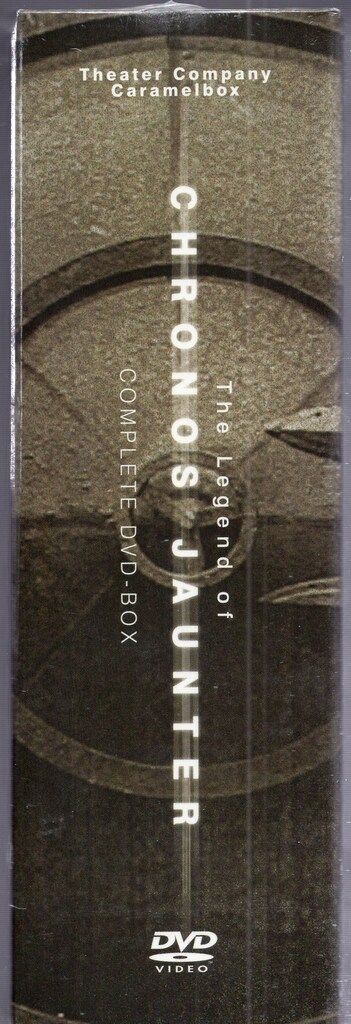 Theater Company
Caramelbox
The Legend of
CHRONOS JAUNTER
COMPLETE DVD-BOX
DVD
VIDEO